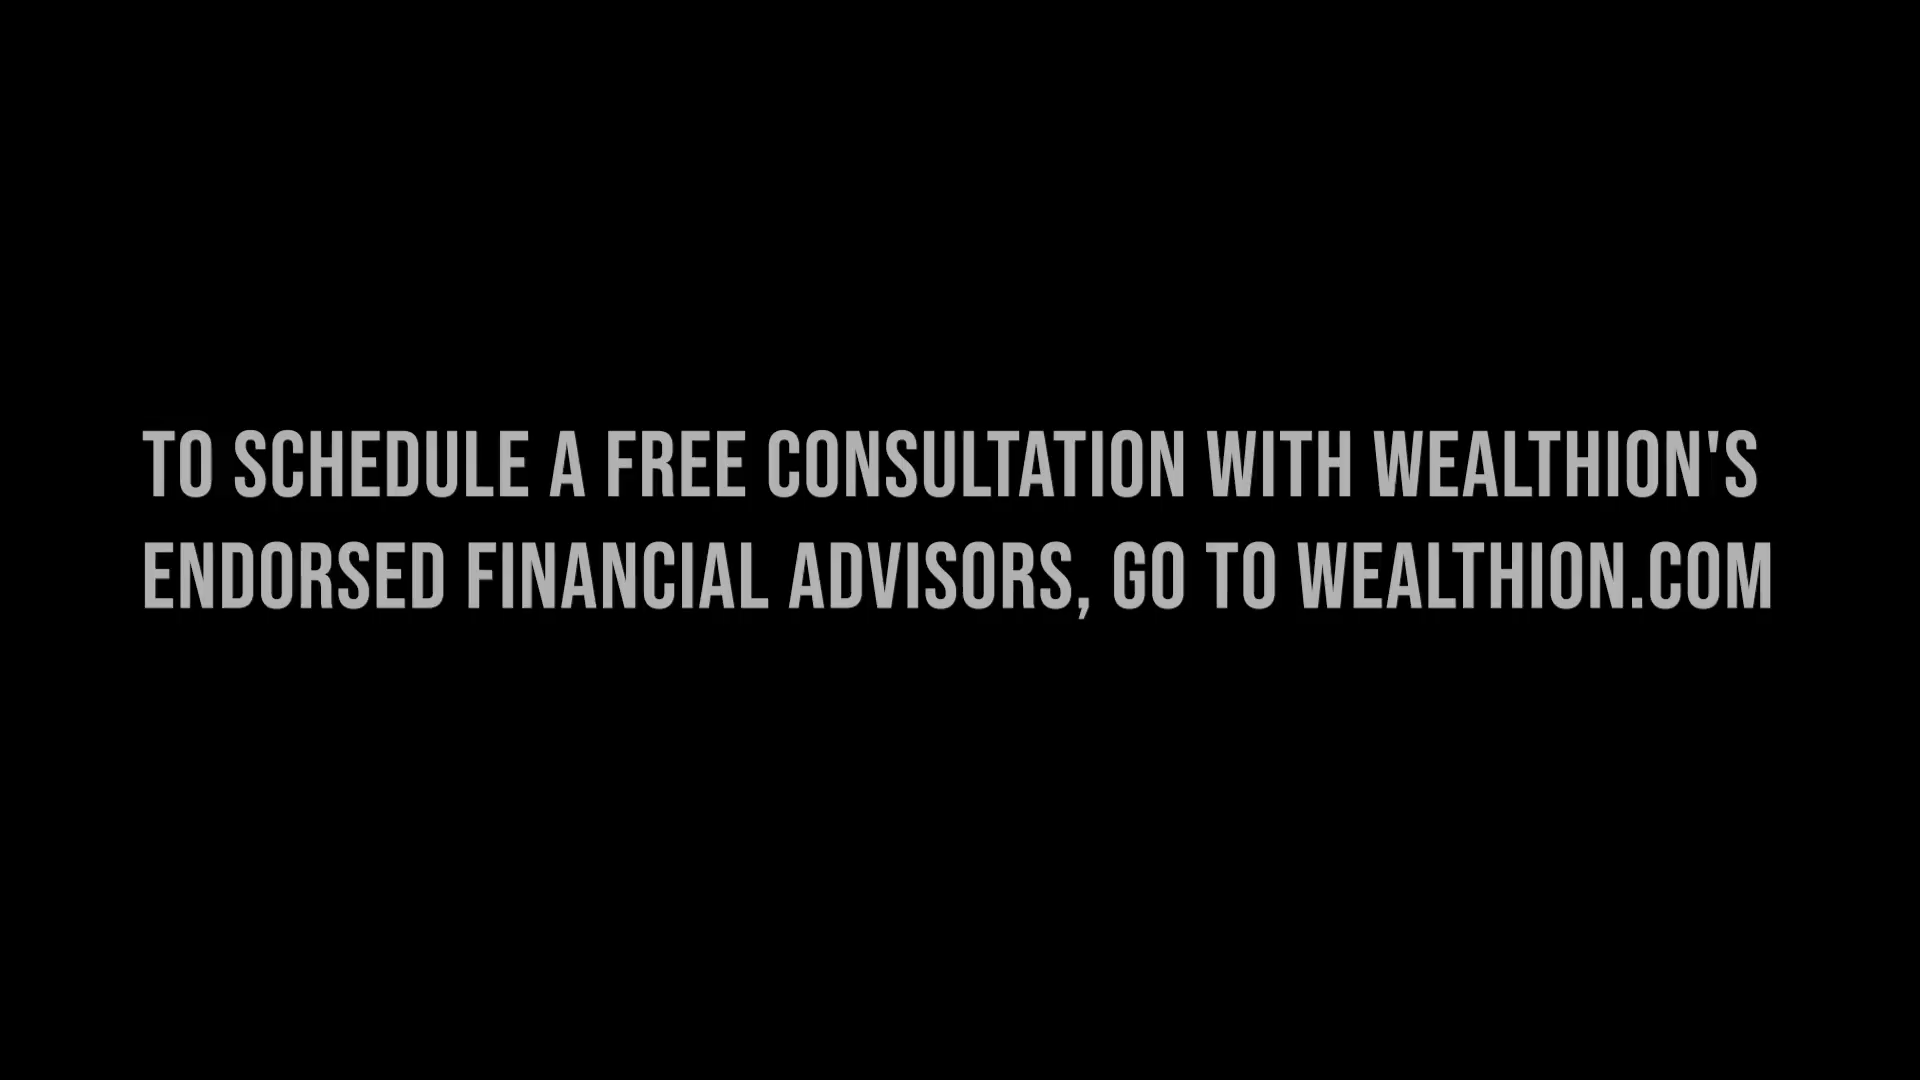 TO SCHEDULE A FREE CONSULTATION WITH WEALTHION'S
ENDORSED FINANCIAL ADVISORS, GO TO WEALTHION.COM